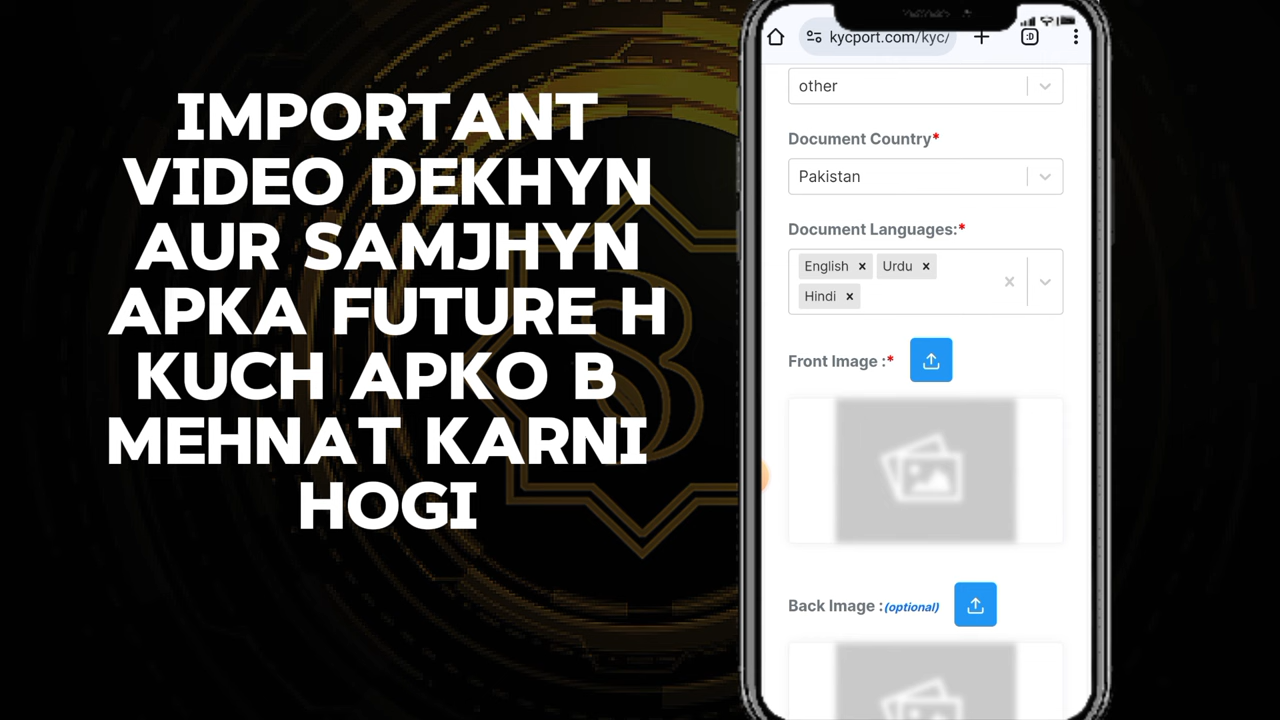 IMPORTANT
VIDEO DEKHYN
AUR SAMJHYN
APKA FUTURE H
KUCH APKO B
MEHNAT KARNI
HOGI
kycport.com/kyc/
:D
other
Document Country*
Pakistan
Document Languages:*
English × Urdu ×
Hindi ×
Front Image :*
Back Image :(optional)